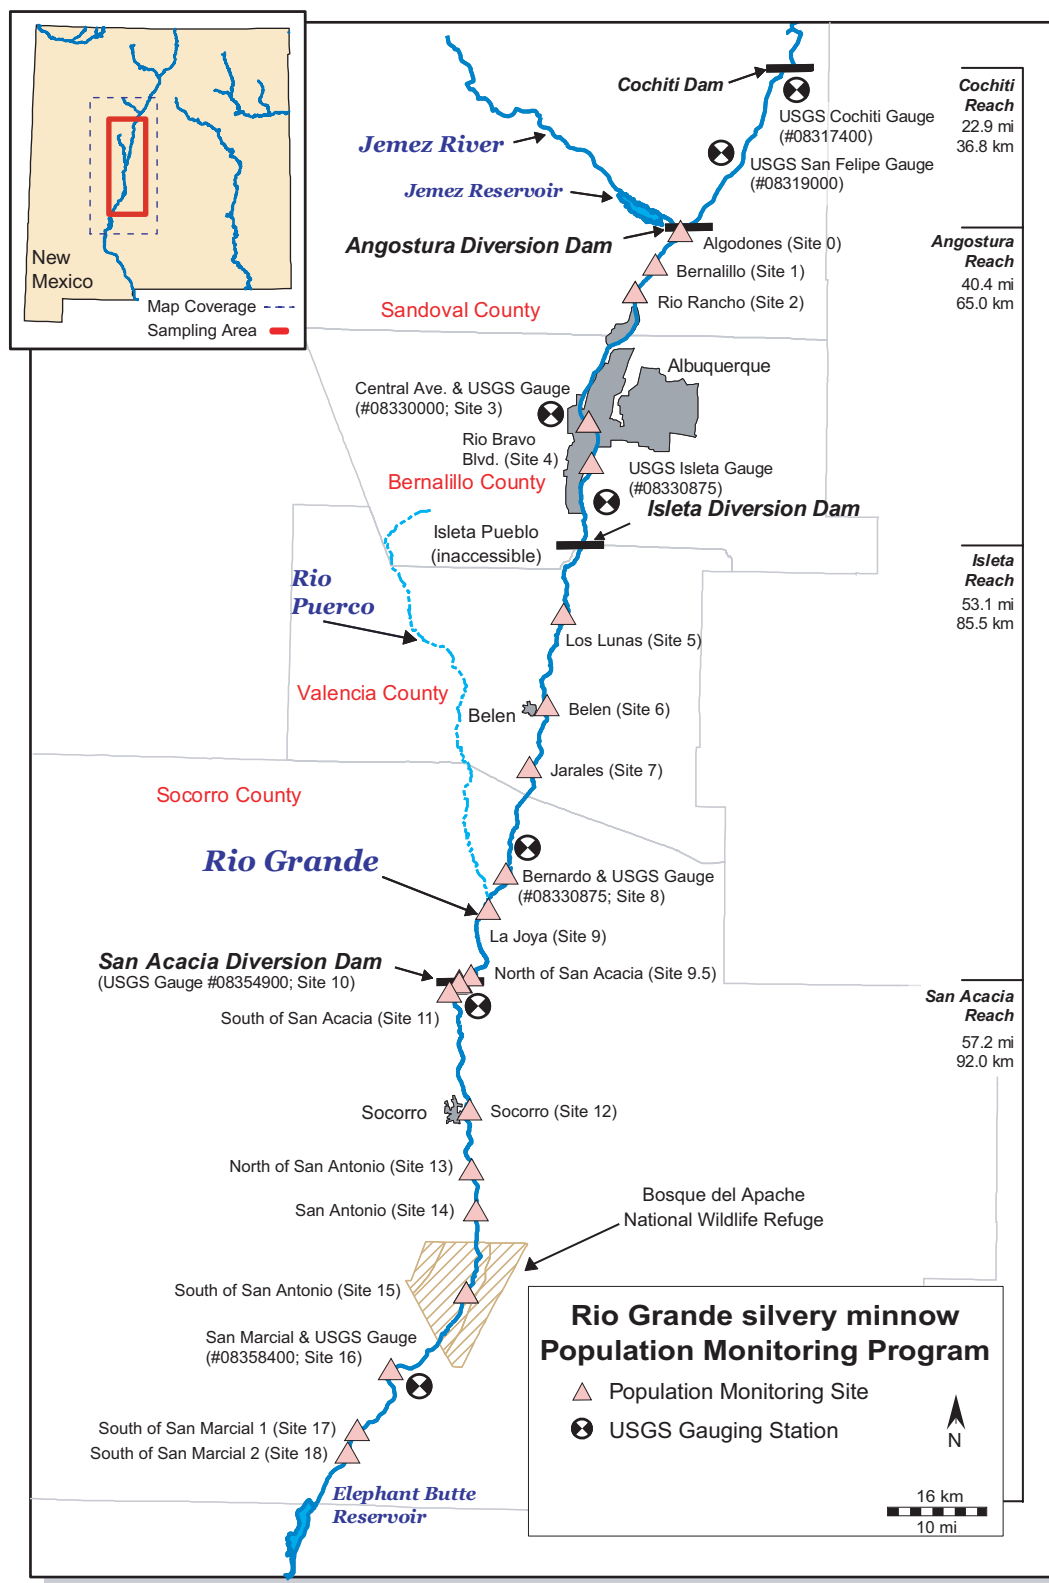 New
Mexico
Map Coverage
Sampling Area
Cochiti Dam
USGS Cochiti Gauge
(#08317400)
USGS San Felipe Gauge
(#08319000)
Cochiti
Reach
22.9 mi
36.8 km
Jemez River
Jemez Reservoir
Angostura Diversion Dam
Algodones (Site 0)
Bernalillo (Site 1)
Rio Rancho (Site 2)
Angostura
Reach
40.4 mi
65.0 km
Sandoval County
Albuquerque
Central Ave. & USGS Gauge
(#08330000; Site 3)
Rio Bravo
Blvd. (Site 4)
USGS Isleta Gauge
(#08330875)
Bernalillo County
Isleta Diversion Dam
Isleta Pueblo
(inaccessible)
Isleta
Reach
53.1 mi
85.5 km
Rio
Puerco
Los Lunas (Site 5)
Valencia County
Belen
Belen (Site 6)
Jarales (Site 7)
Socorro County
Rio Grande
Bernardo & USGS Gauge
(#08330875; Site 8)
La Joya (Site 9)
San Acacia Diversion Dam
(USGS Gauge #08354900; Site 10)
North of San Acacia (Site 9.5)
South of San Acacia (Site 11)
San Acacia
Reach
57.2 mi
92.0 km
Socorro
Socorro (Site 12)
North of San Antonio (Site 13)
San Antonio (Site 14)
Bosque del Apache
National Wildlife Refuge
South of San Antonio (Site 15)
San Marcial & USGS Gauge
(#08358400; Site 16)
South of San Marcial 1 (Site 17)
South of San Marcial 2 (Site 18)
Elephant Butte
Reservoir
Rio Grande silvery minnow
Population Monitoring Program
Population Monitoring Site
USGS Gauging Station
N
16 km
10 mi